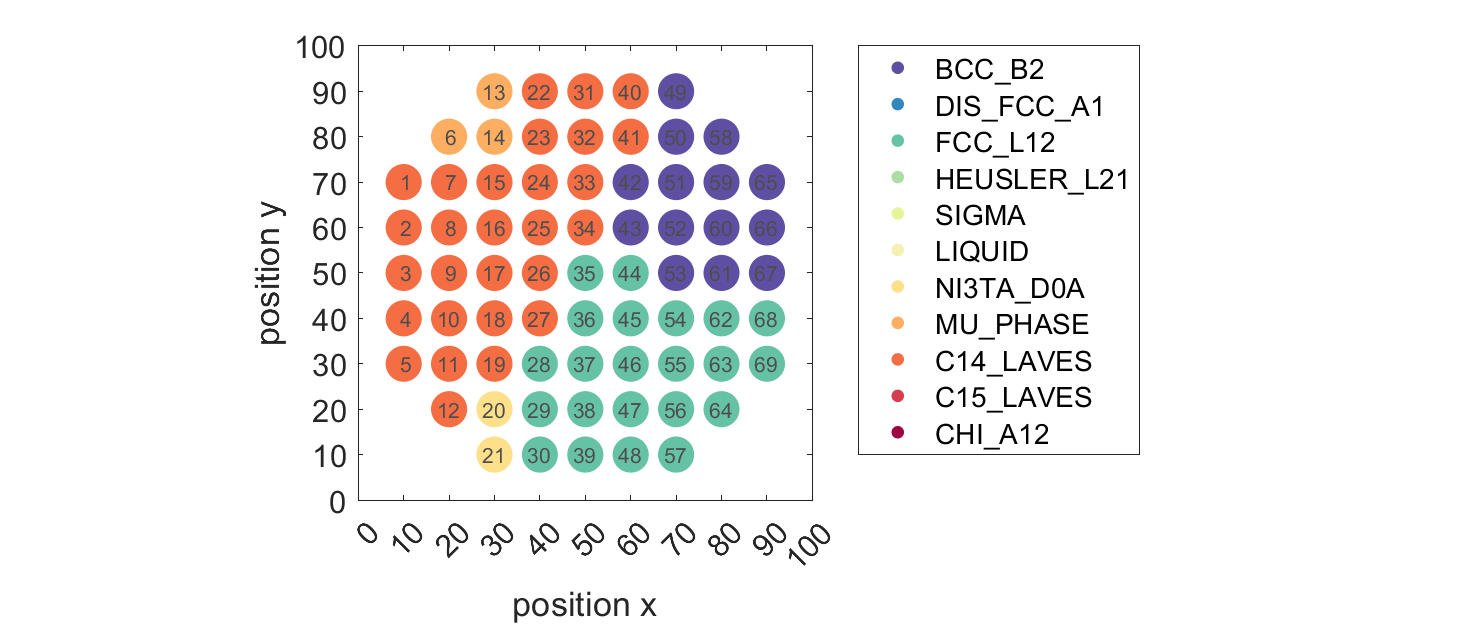 100
90
80
70
60
50
40
30
20
10
0
position y
13 22 31 40 49
6 14 23 32 41 50 58
1 7 15 24 33 42 51 59 65
2 8 16 25 34 43 52 60 66
3 9 17 26 35 44 53 61 67
4 10 18 27 36 45 54 62 68
5 11 19 28 37 46 55 63 69
12 20 29 38 47 56 64
21 30 39 48 57
0 10 20 30 40 50 60 70 80 90 100
position x
BCC_B2
DIS_FCC_A1
FCC_L12
HEUSLER_L21
SIGMA
LIQUID
NI3TA_D0A
MU_PHASE
C14_LAVES
C15_LAVES
CHI_A12